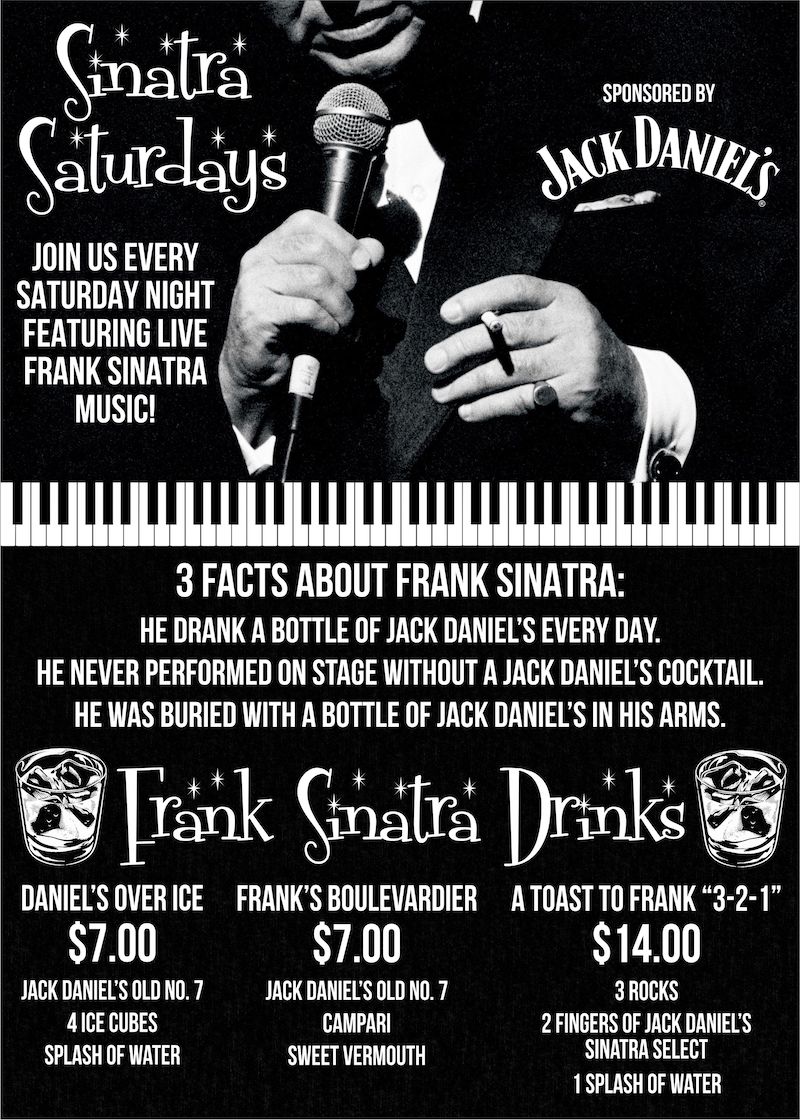 Sinatra
Saturdays
JOIN US EVERY
SATURDAY NIGHT
FEATURING LIVE
FRANK SINATRA
MUSIC!
SPONSORED BY
JACK DANIEL'S®
3 FACTS ABOUT FRANK SINATRA:
HE DRANK A BOTTLE OF JACK DANIEL'S EVERY DAY.
HE NEVER PERFORMED ON STAGE WITHOUT A JACK DANIEL'S COCKTAIL.
HE WAS BURIED WITH A BOTTLE OF JACK DANIEL'S IN HIS ARMS.
Frank Sinatra Drinks
DANIEL'S OVER ICE
$7.00
JACK DANIEL'S OLD NO. 7
4 ICE CUBES
SPLASH OF WATER
FRANK'S BOULEVARDIER
$7.00
JACK DANIEL'S OLD NO. 7
CAMPARI
SWEET VERMOUTH
A TOAST TO FRANK “3-2-1”
$14.00
3 ROCKS
2 FINGERS OF JACK DANIEL'S
SINATRA SELECT
1 SPLASH OF WATER